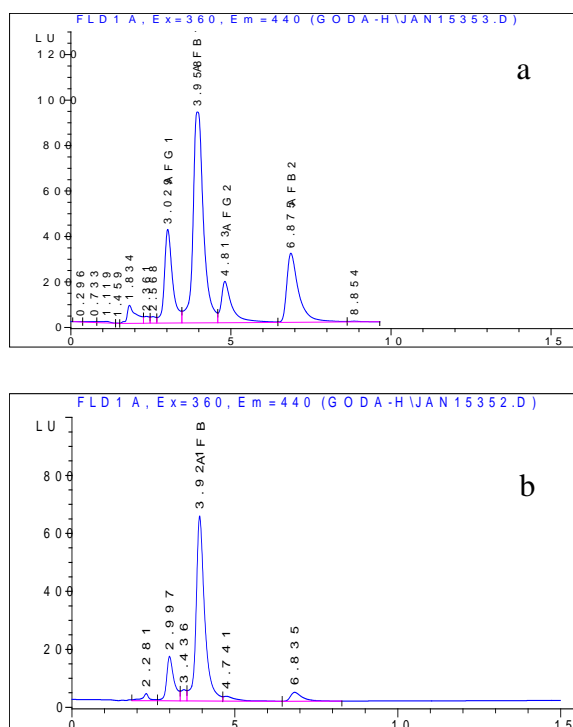 FLD1 A, Ex=360, Em=440 (GODA-H\JAN15353.D)
LU
a
1200
1000
800
600
400
200
0
0.296
0.733
1.119
1.459
1.834
2.361
2.568
3.029 AFG1
3.958 AFB
4.813 AFG2
6.875 AFB2
8.854
0 5 10 15
FLD1 A, Ex=360, Em=440 (GODA-H\JAN15352.D)
LU
b
800
600
400
200
0
2.281
2.997
3.436
3.921 AFB
4.741
6.835
0 5 10 15